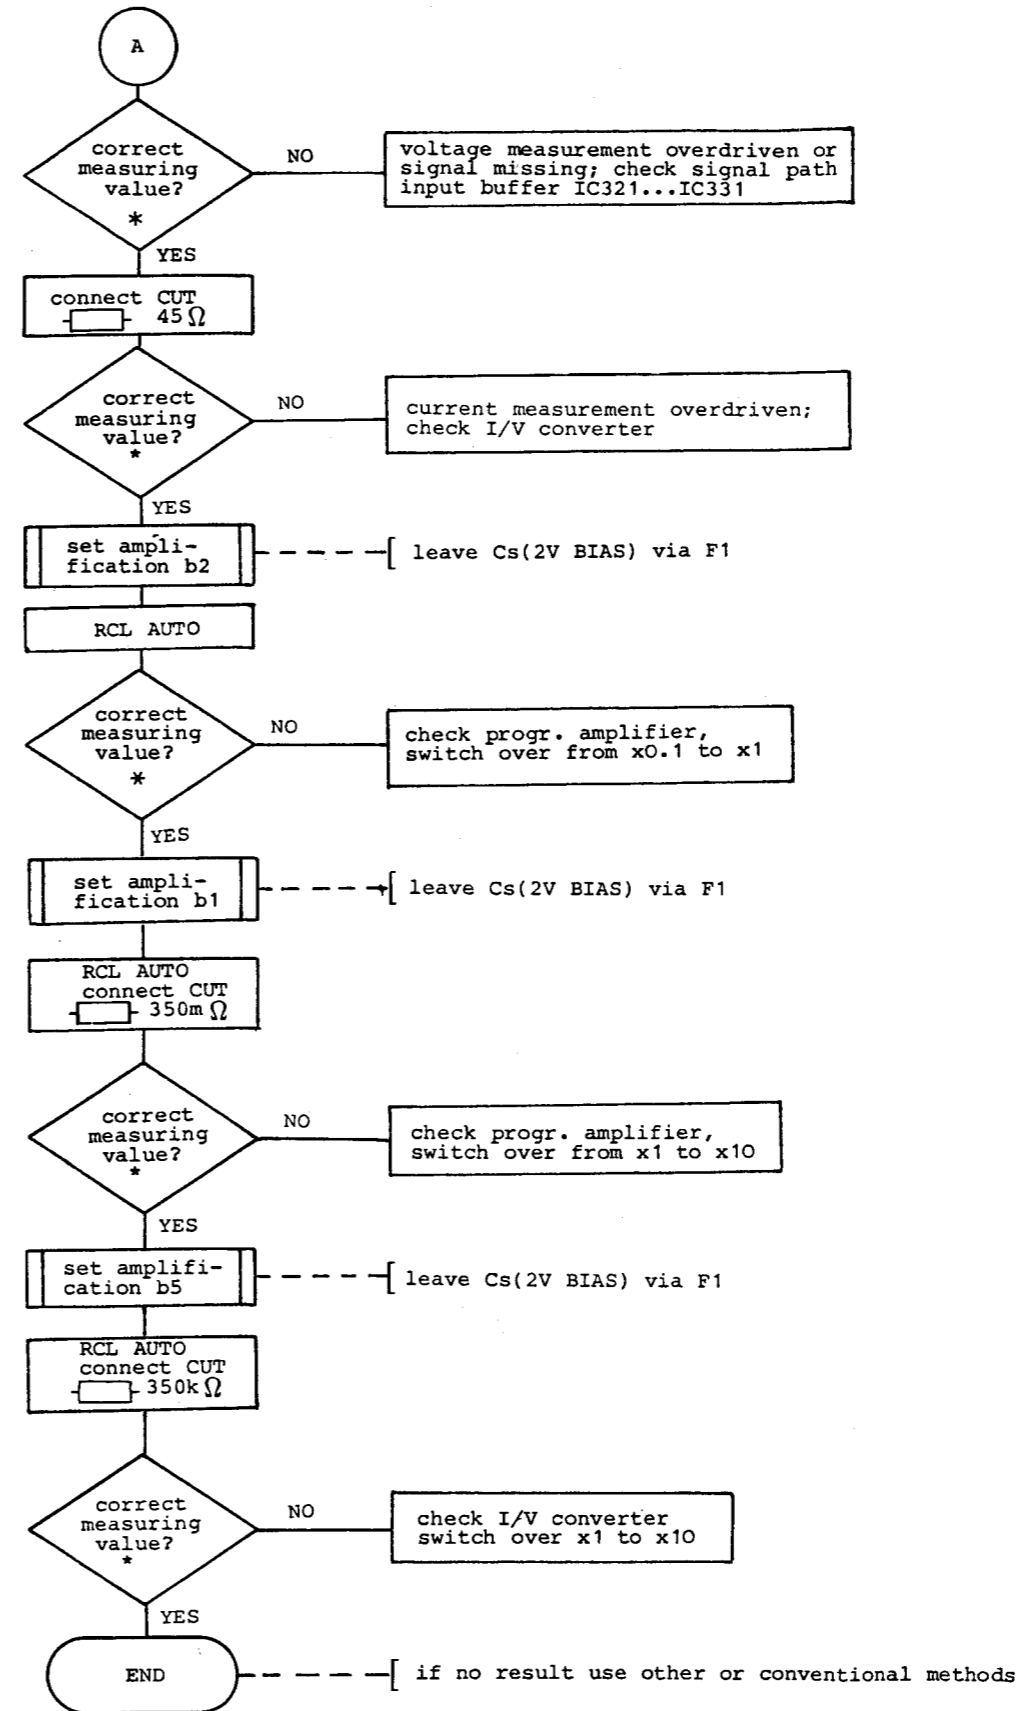 A
correct
measuring
value?
*
NO
voltage measurement overdriven or
signal missing; check signal path
input buffer IC321...IC331
YES
connect CUT
45Ω
correct
measuring
value?
*
NO
current measurement overdriven;
check I/V converter
YES
set ampli-
fication b2
leave Cs(2V BIAS) via F1
RCL AUTO
correct
measuring
value?
*
NO
check progr. amplifier,
switch over from x0.1 to x1
YES
set ampli-
fication b1
leave Cs(2V BIAS) via F1
RCL AUTO
connect CUT
350m Ω
correct
measuring
value?
*
NO
check progr. amplifier,
switch over from x1 to x10
YES
set amplifi-
cation b5
leave Cs(2V BIAS) via F1
RCL AUTO
connect CUT
350kΩ
correct
measuring
value?
*
NO
check I/V converter
switch over x1 to x10
YES
END
if no result use other or conventional methods